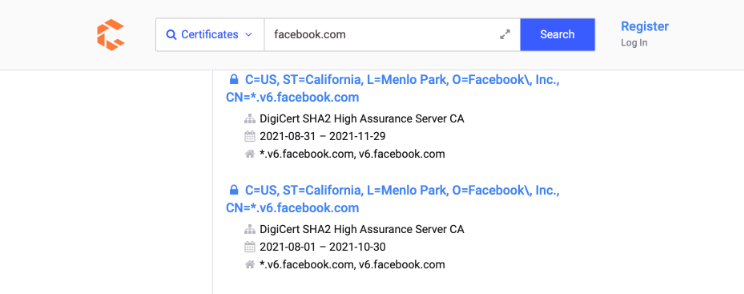 Certificates facebook.com Search Register
Log In
C=US, ST=California, L=Menlo Park, O=Facebook\, Inc.,
CN=*.v6.facebook.com
DigiCert SHA2 High Assurance Server CA
2021-08-31 – 2021-11-29
*.v6.facebook.com, v6.facebook.com
C=US, ST=California, L=Menlo Park, O=Facebook\, Inc.,
CN=*.v6.facebook.com
DigiCert SHA2 High Assurance Server CA
2021-08-01 – 2021-10-30
*.v6.facebook.com, v6.facebook.com